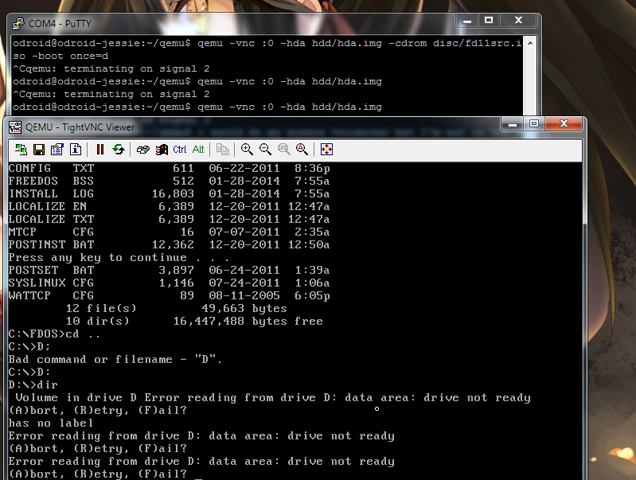 COM4 - PuTTY
odroid@odroid-jessie:~/qemu$ qemu -vnc :0 -hda hdd/hda.img -cdrom disc/fd11src.i
so -boot once=d
^Cqemu: terminating on signal 2
odroid@odroid-jessie:~/qemu$ qemu -vnc :0 -hda hdd/hda.img
^Cqemu: terminating on signal 2
odroid@odroid-jessie:~/qemu$ qemu -vnc :0 -hda hdd/hda.img
QEMU - TightVNC Viewer
Ctrl Alt
CONFIG TXT 611 06-22-2011 8:36p
FREEDOS BSS 512 01-28-2014 7:55a
INSTALL LOG 16,803 01-28-2014 7:55a
LOCALIZE EN 6,389 12-20-2011 12:47a
LOCALIZE TXT 6,389 12-20-2011 12:47a
MTCP CFG 16 07-07-2011 2:35a
POSTINST BAT 12,362 12-20-2011 12:50a
Press any key to continue . . .
POSTSET BAT 3,897 06-24-2011 1:39a
SYSLINUX CFG 1,146 07-24-2011 1:06a
WATTCP CFG 89 08-11-2005 6:05p
12 file(s) 49,663 bytes
10 dir(s) 16,447,488 bytes free
C:\FDOS>cd ..
C:\>D;
Bad command or filename - "D".
C:\>D:
D:\>dir
Volume in drive D Error reading from drive D: data area: drive not ready
(A)bort, (R)etry, (F)ail?
has no label
Error reading from drive D: data area: drive not ready
(A)bort, (R)etry, (F)ail?
Error reading from drive D: data area: drive not ready
(A)bort, (R)etry, (F)ail? _